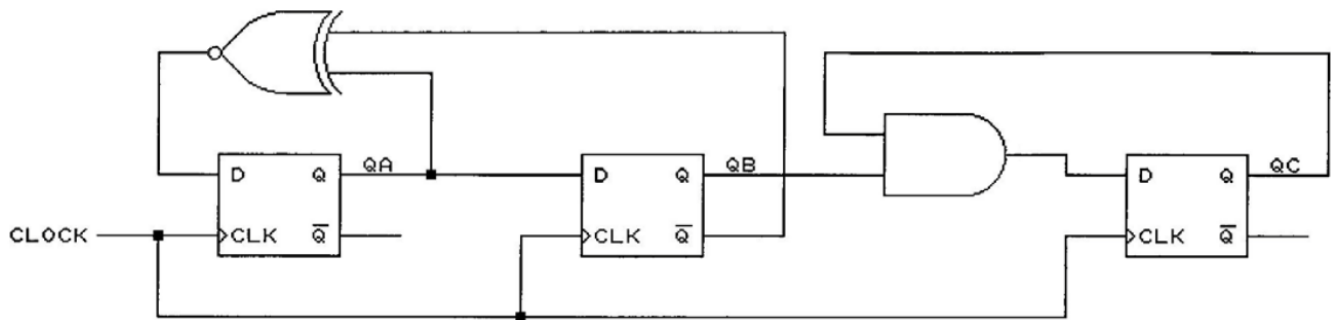 QA QB
D Q D Q D Q QC
CLOCK CLK Q̅ CLK Q̅ CLK Q̅